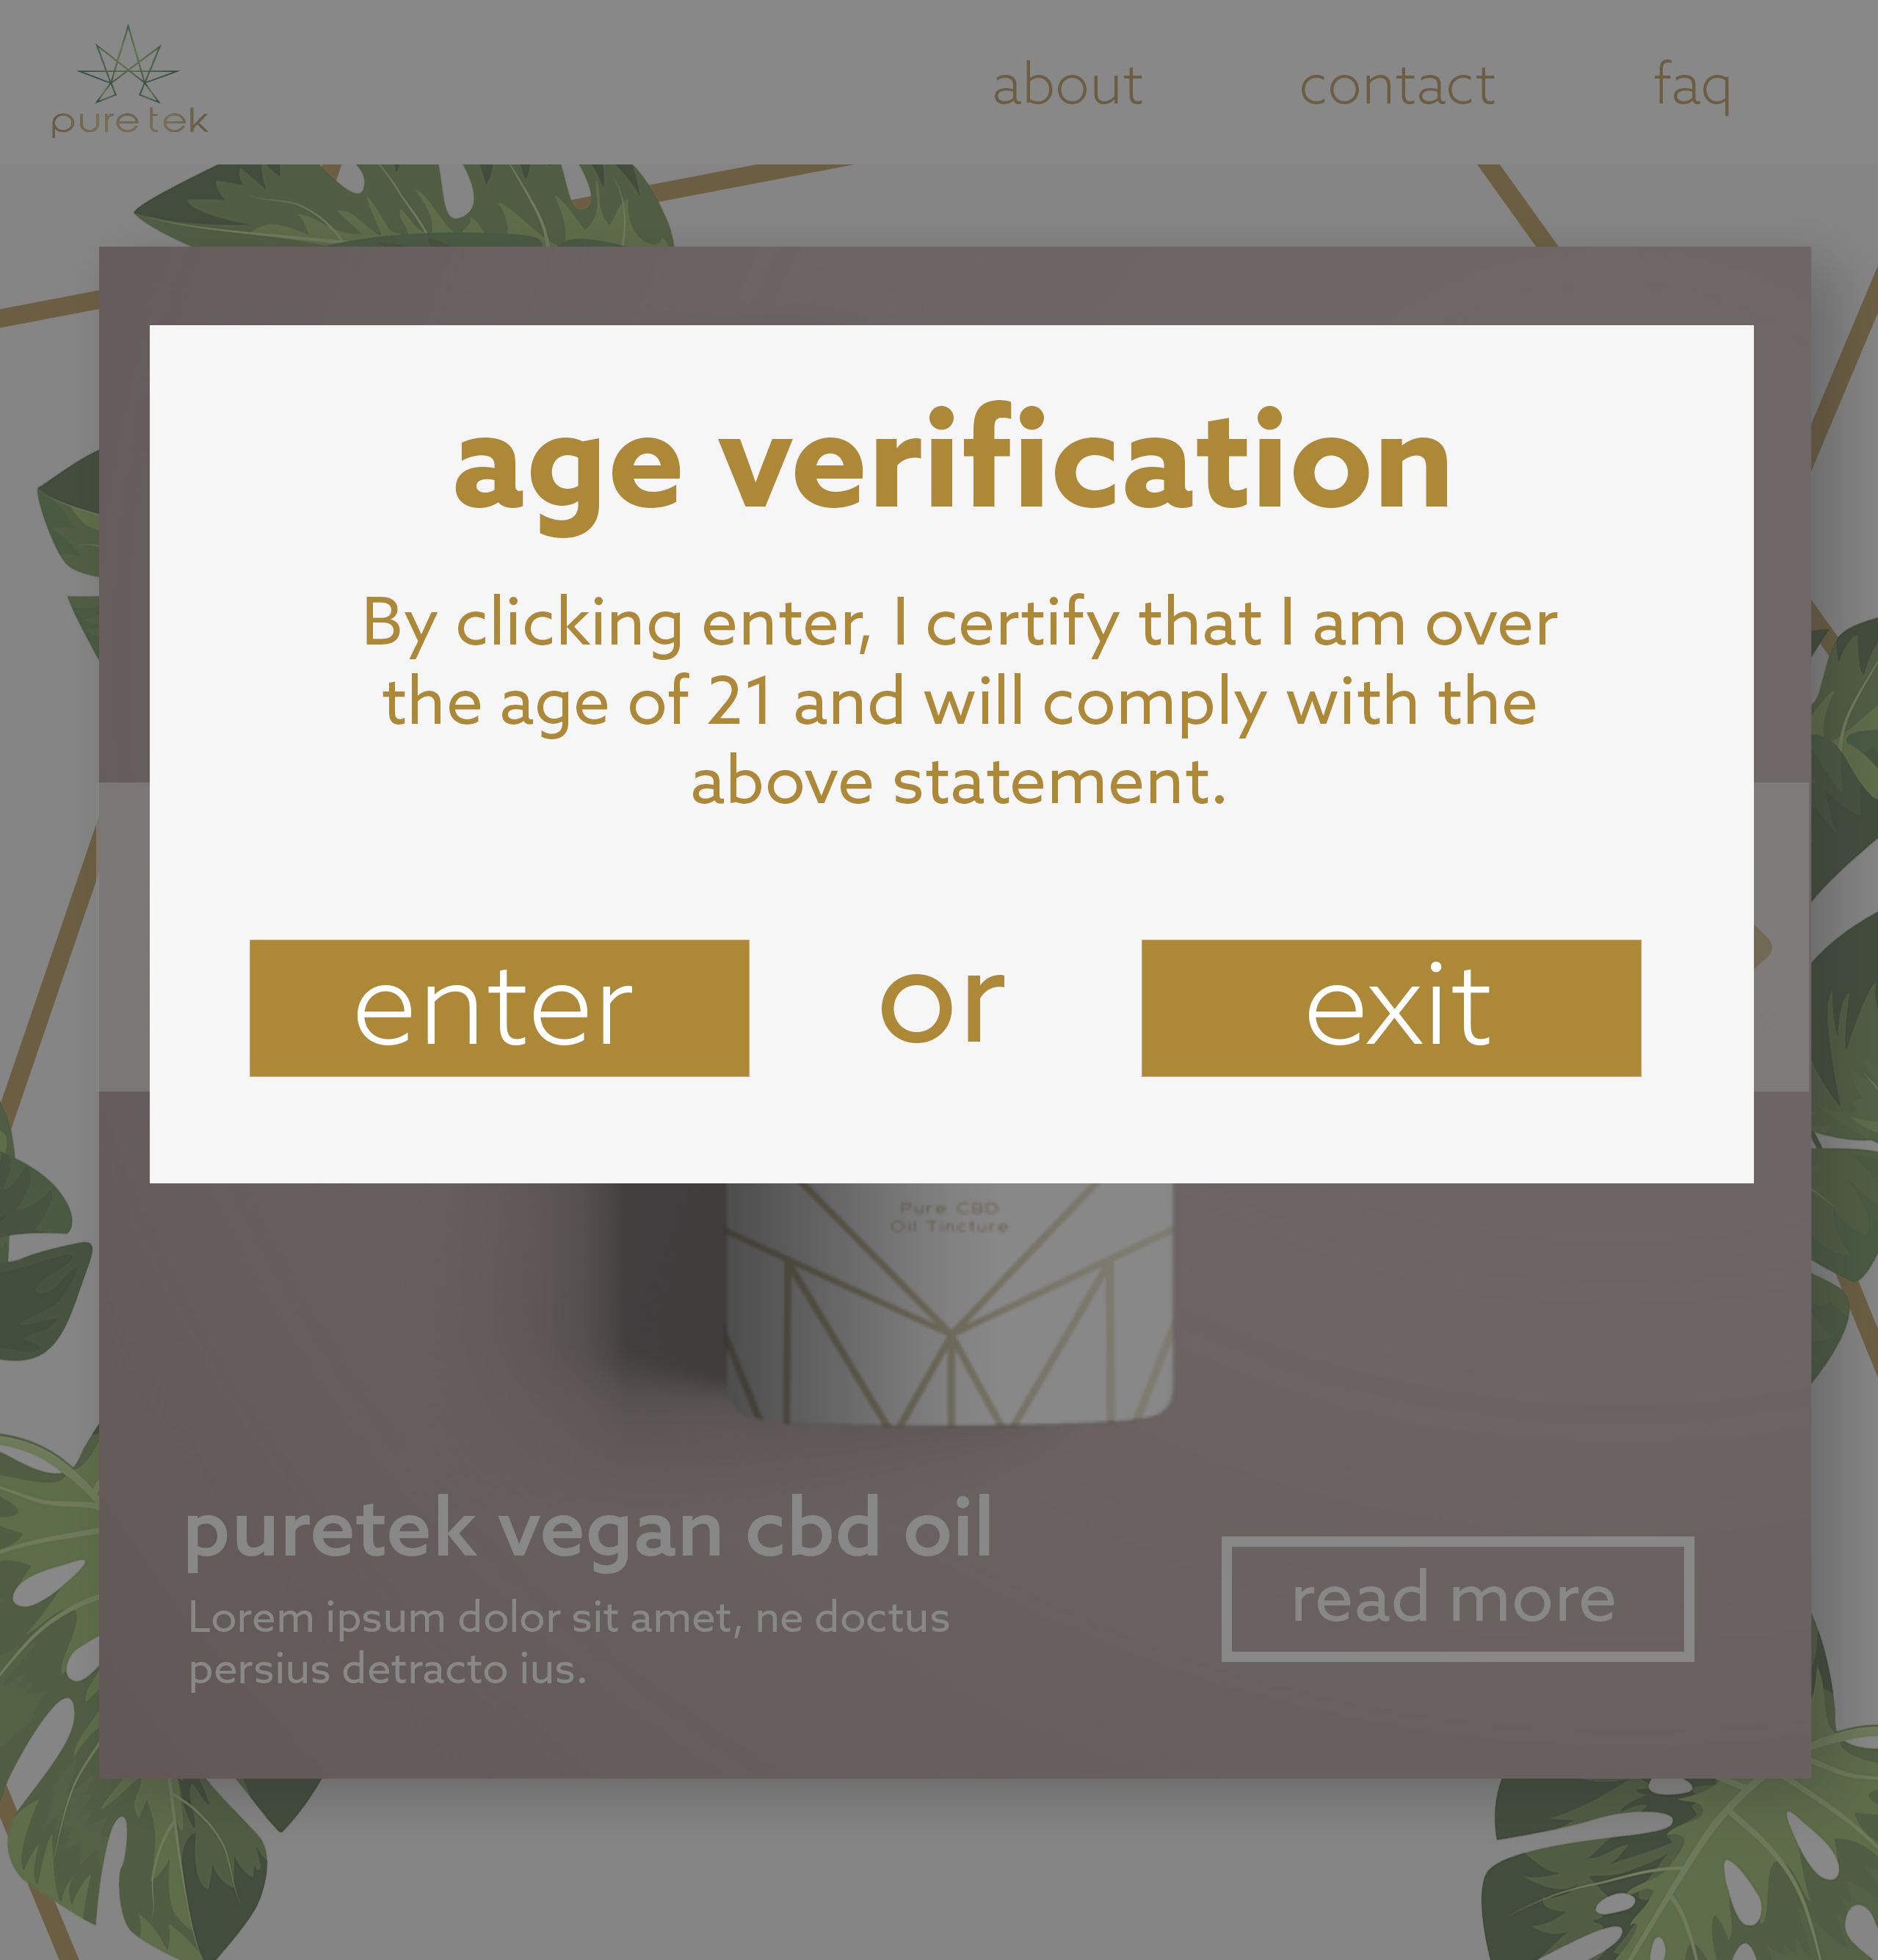 puretek
about contact faq
age verification
By clicking enter, I certify that I am over
the age of 21 and will comply with the
above statement.
enter or exit
Pure CBD
Oil Tincture
puretek vegan cbd oil
Lorem ipsum dolor sit amet, ne doctus
persius detracto ius.
read more